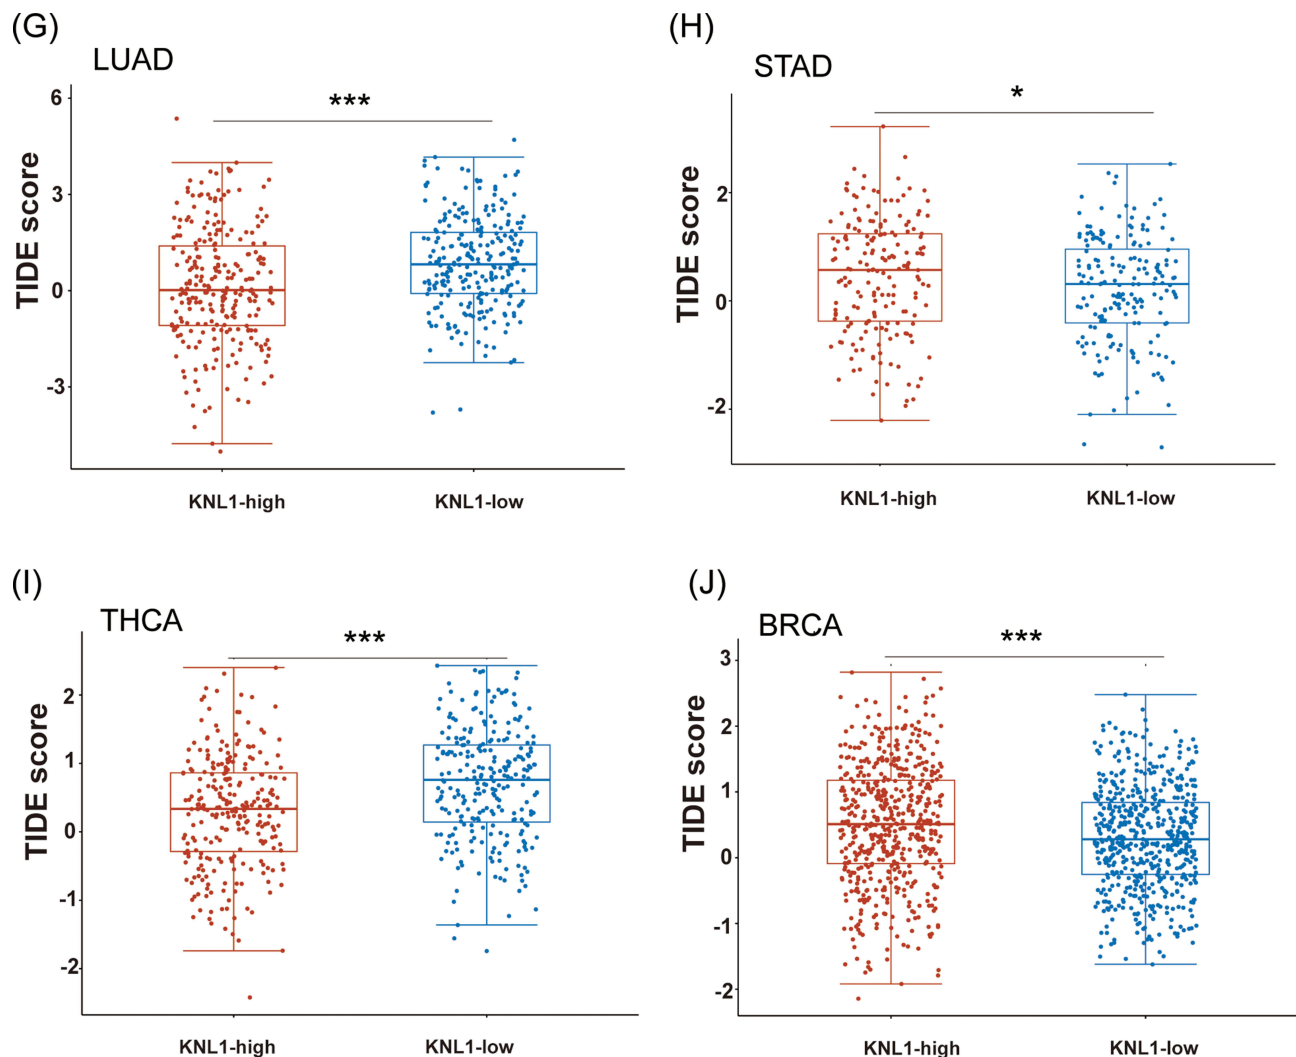 (G)
LUAD
***
TIDE score
6
3
0
-3
KNL1-high
KNL1-low
(H)
STAD
*
TIDE score
2
0
-2
KNL1-high
KNL1-low
(I)
THCA
***
TIDE score
2
1
0
-1
-2
KNL1-high
KNL1-low
(J)
BRCA
***
TIDE score
3
2
1
0
-1
-2
KNL1-high
KNL1-low